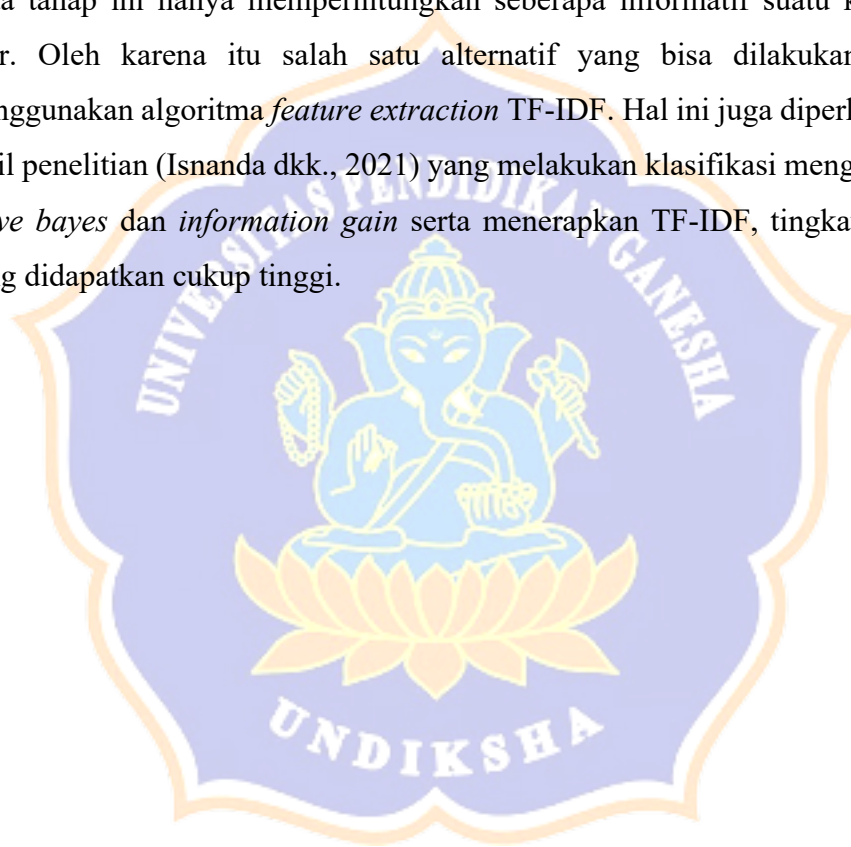 a tahap ini hanya memperhitungkan seberapa informatif suatu k
r. Oleh karena itu salah satu alternatif yang bisa dilakukan
nggunakan algoritma feature extraction TF-IDF. Hal ini juga diperk
il penelitian (Isnanda dkk., 2021) yang melakukan klasifikasi meng
ve bayes dan information gain serta menerapkan TF-IDF, tingka
g didapatkan cukup tinggi.
UNIVERSITAS PENDIDIKAN GANESHA
UNDIKSHA